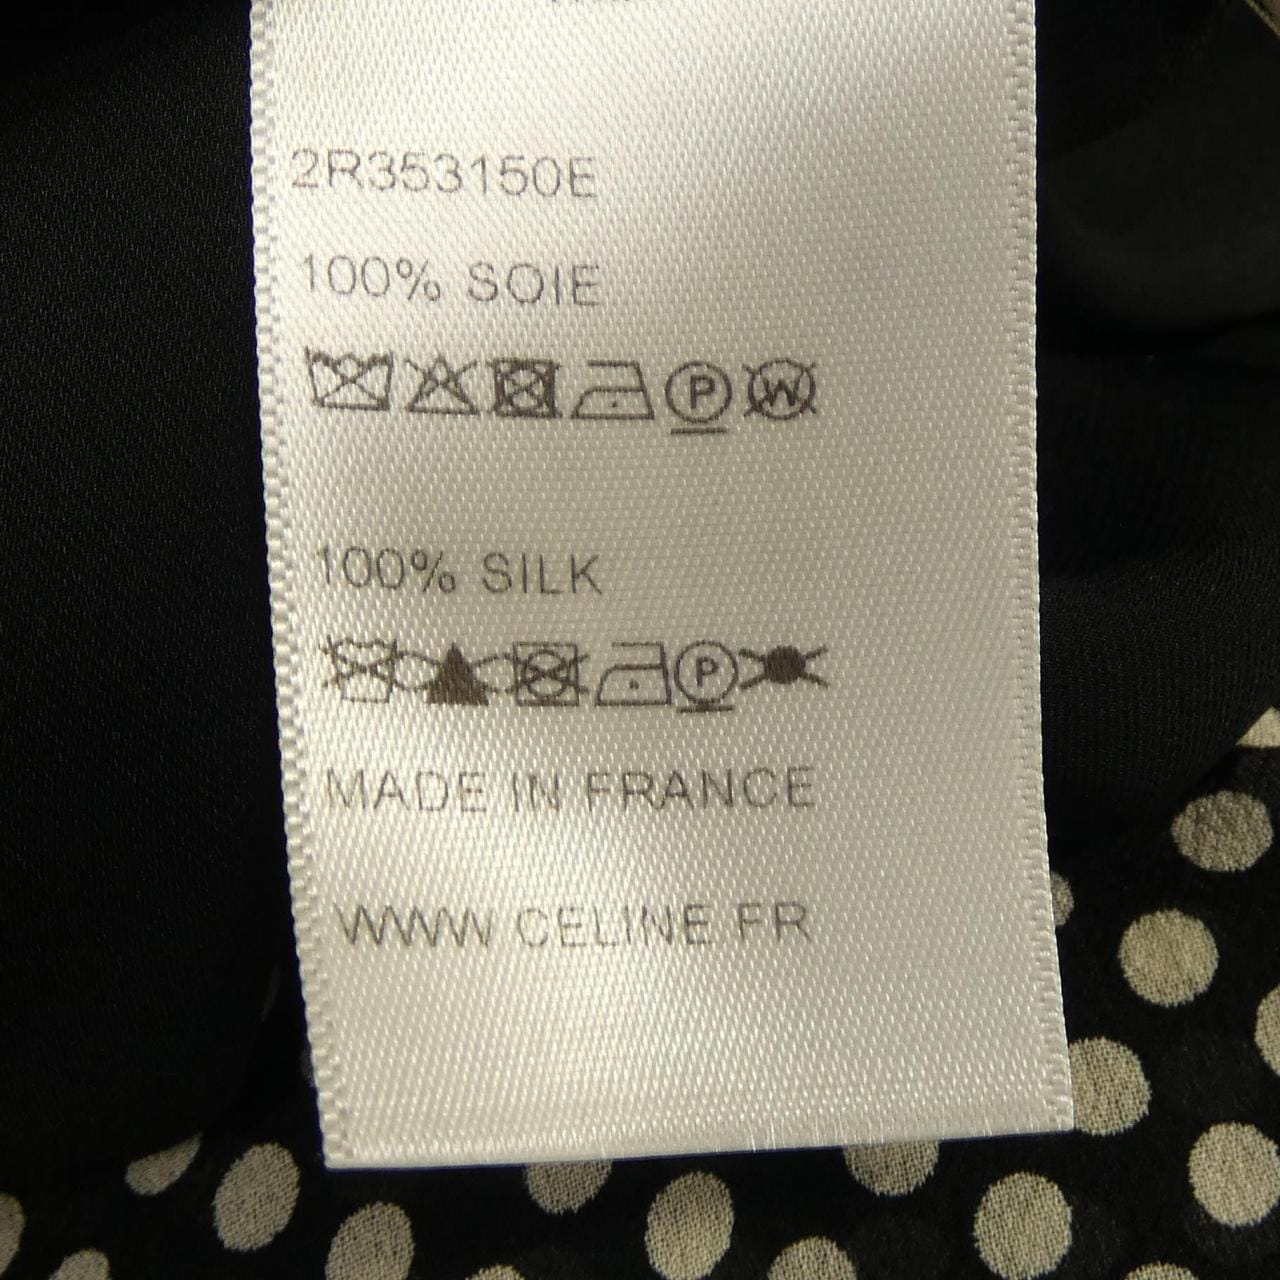 2R353150E
100% SOIE
P W
100% SILK
P
MADE IN FRANCE
WWW.CELINE.FR